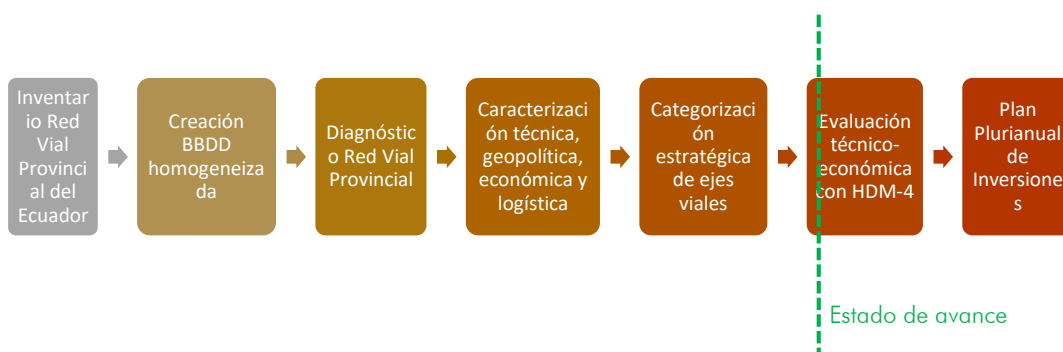 Inventar
io Red
Vial
Provinci
al del
Ecuador
Creación
BBDD
homogeneiza
da
Diagnóstic
o Red Vial
Provincial
Caracterizaci
ón técnica,
geopolítica,
económica y
logística
Categorizaci
ón
estratégica
de ejes
viales
Evaluación
técnico-
económica
con HDM-4
Plan
Plurianual
de
Inversione
s
Estado de avance